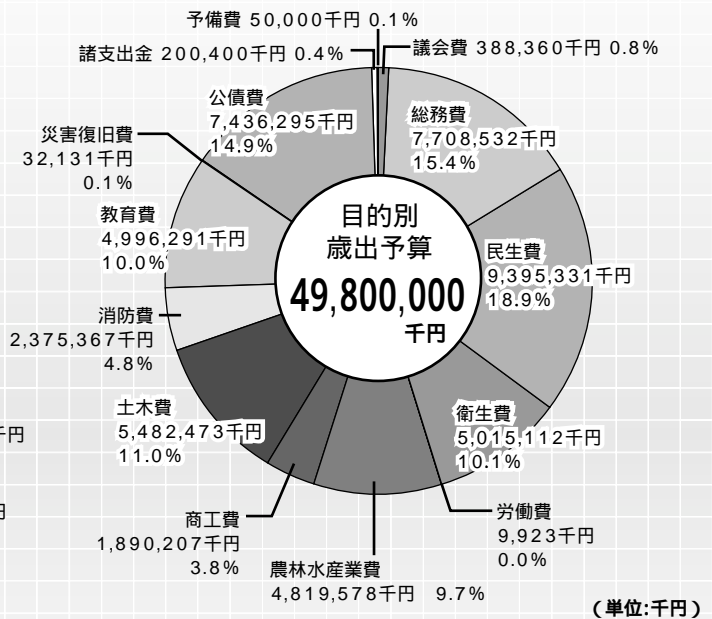 予備費 50,000千円 0.1%
諸支出金 200,400千円 0.4%
議会費 388,360千円 0.8%
公債費
7,436,295千円
14.9%
総務費
7,708,532千円
15.4%
災害復旧費
32,131千円
0.1%
教育費
4,996,291千円
10.0%
目的別
歳出予算
49,800,000
千円
民生費
9,395,331千円
18.9%
消防費
2,375,367千円
4.8%
土木費
5,482,473千円
11.0%
衛生費
5,015,112千円
10.1%
千円
円
商工費
1,890,207千円
3.8%
労働費
9,923千円
0.0%
農林水産業費
4,819,578千円 9.7%
（単位:千円）